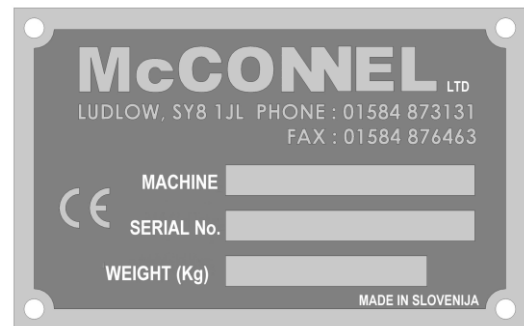 McCONNEL LTD
LUDLOW, SY8 1JL PHONE : 01584 873131
FAX : 01584 876463
CE
MACHINE
SERIAL No.
WEIGHT (Kg)
MADE IN SLOVENIJA